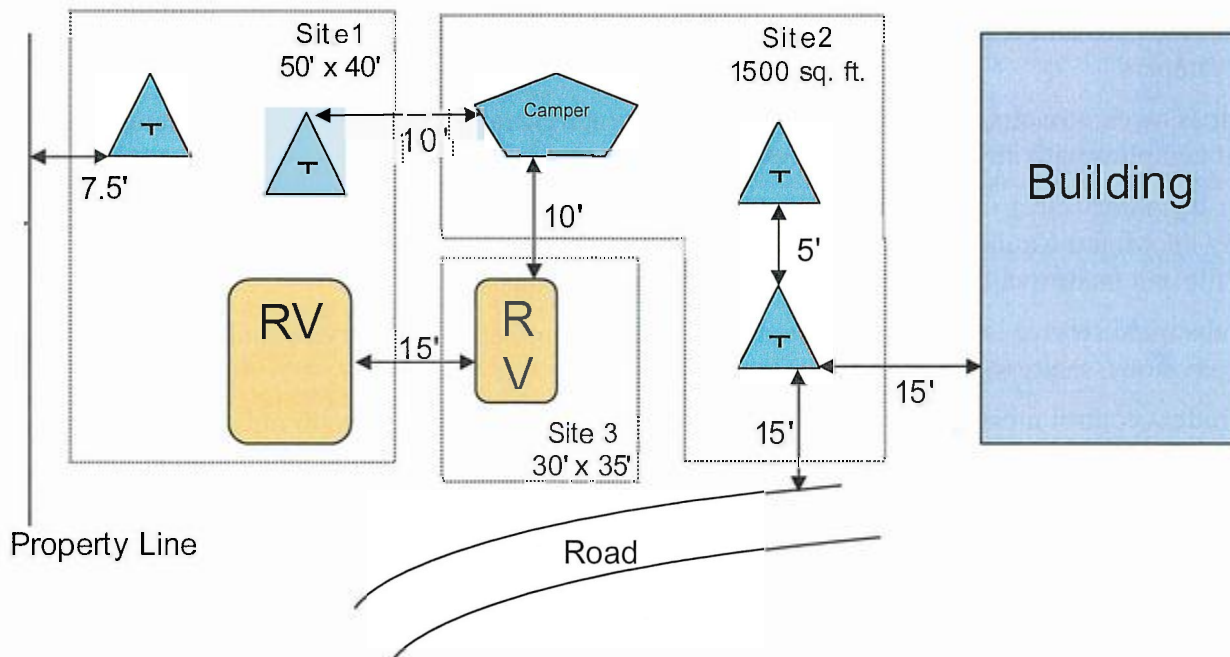 Site1
50' x 40'
Site2
1500 sq. ft.
T
T
10'
Camper
T
7.5'
10'
5'
Building
RV
15'
R
V
T
15'
15'
Site 3
30' x 35'
Property Line
Road